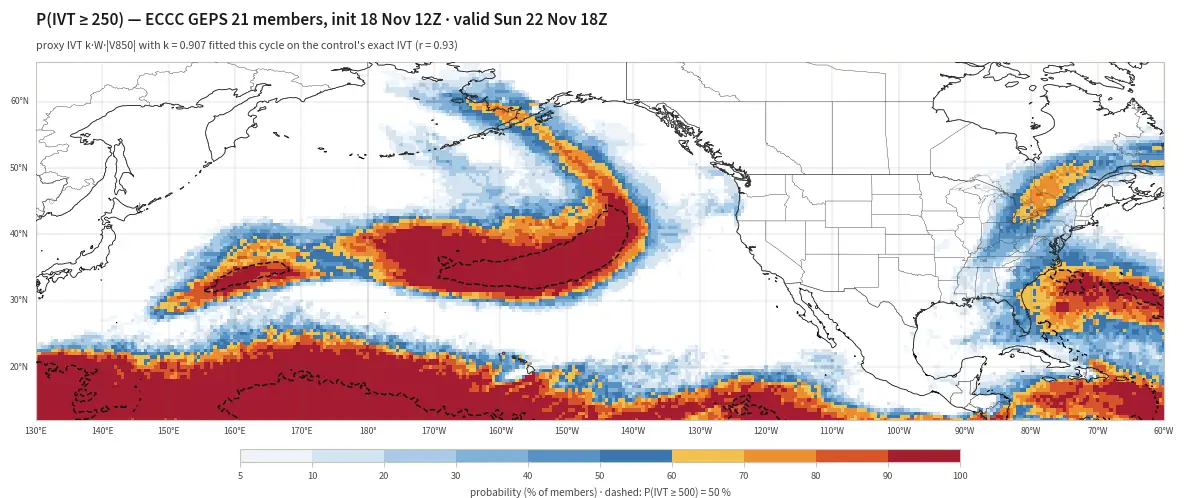 P(IVT ≥ 250) — ECCC GEPS 21 members, init 18 Nov 12Z · valid Sun 22 Nov 18Z
proxy IVT k·W·|V850| with k = 0.907 fitted this cycle on the control's exact IVT (r = 0.93)
60°N
50°N
40°N
30°N
20°N
130°E 140°E 150°E 160°E 170°E 180° 170°W 160°W 150°W 140°W 130°W 120°W 110°W 100°W 90°W 80°W 70°W 60°W
5 10 20 30 40 50 60 70 80 90 100
probability (% of members) · dashed: P(IVT ≥ 500) = 50 %